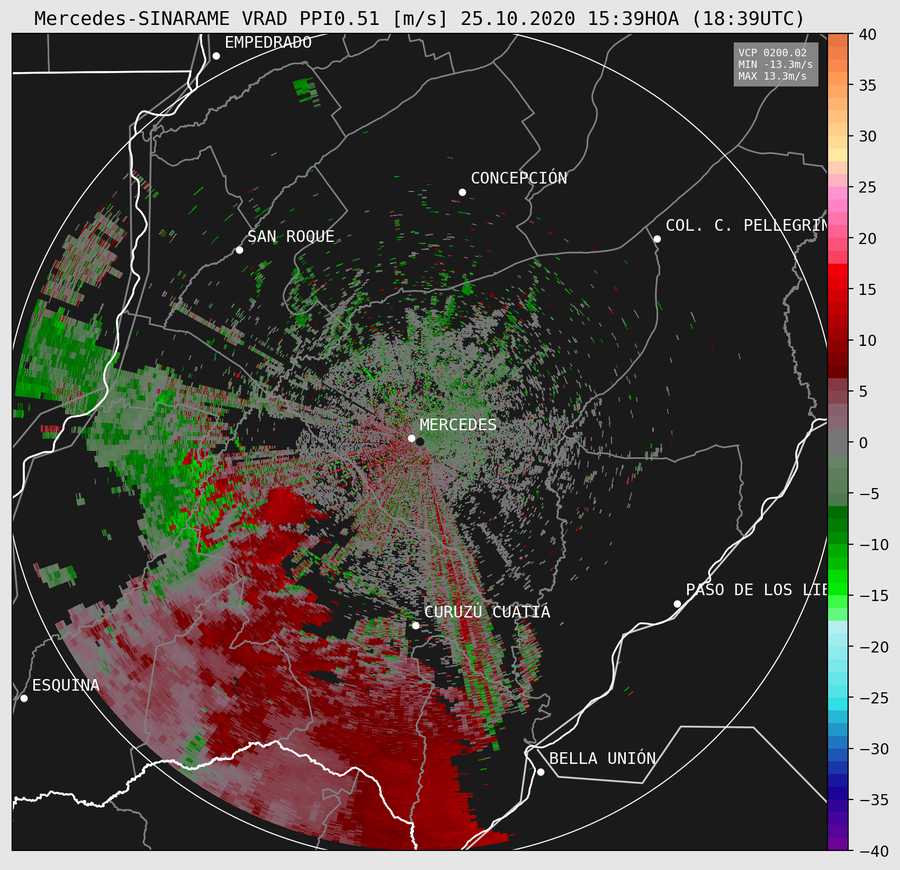 Mercedes-SINARAME VRAD PPI0.51 [m/s] 25.10.2020 15:39HOA (18:39UTC)
VCP 0200.02
MIN -13.3m/s
MAX 13.3m/s
EMPEDRADO
CONCEPCIÓN
COL. C. PELLEGRIN
SAN ROQUE
MERCEDES
PASO DE LOS LIB
CURUZÚ CUATIÁ
ESQUINA
BELLA UNIÓN
40
35
30
25
20
15
10
5
0
−5
−10
−15
−20
−25
−30
−35
−40